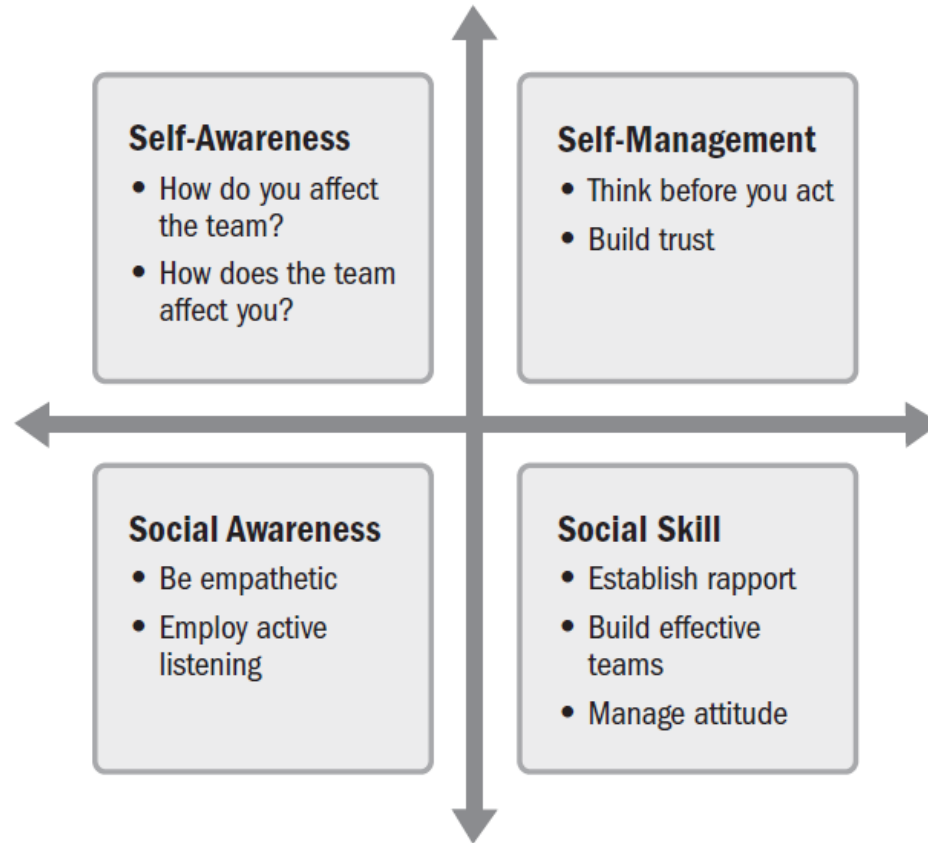 Self-Awareness
• How do you affect
the team?
• How does the team
affect you?
Self-Management
• Think before you act
• Build trust
Social Awareness
• Be empathetic
• Employ active
listening
Social Skill
• Establish rapport
• Build effective
teams
• Manage attitude